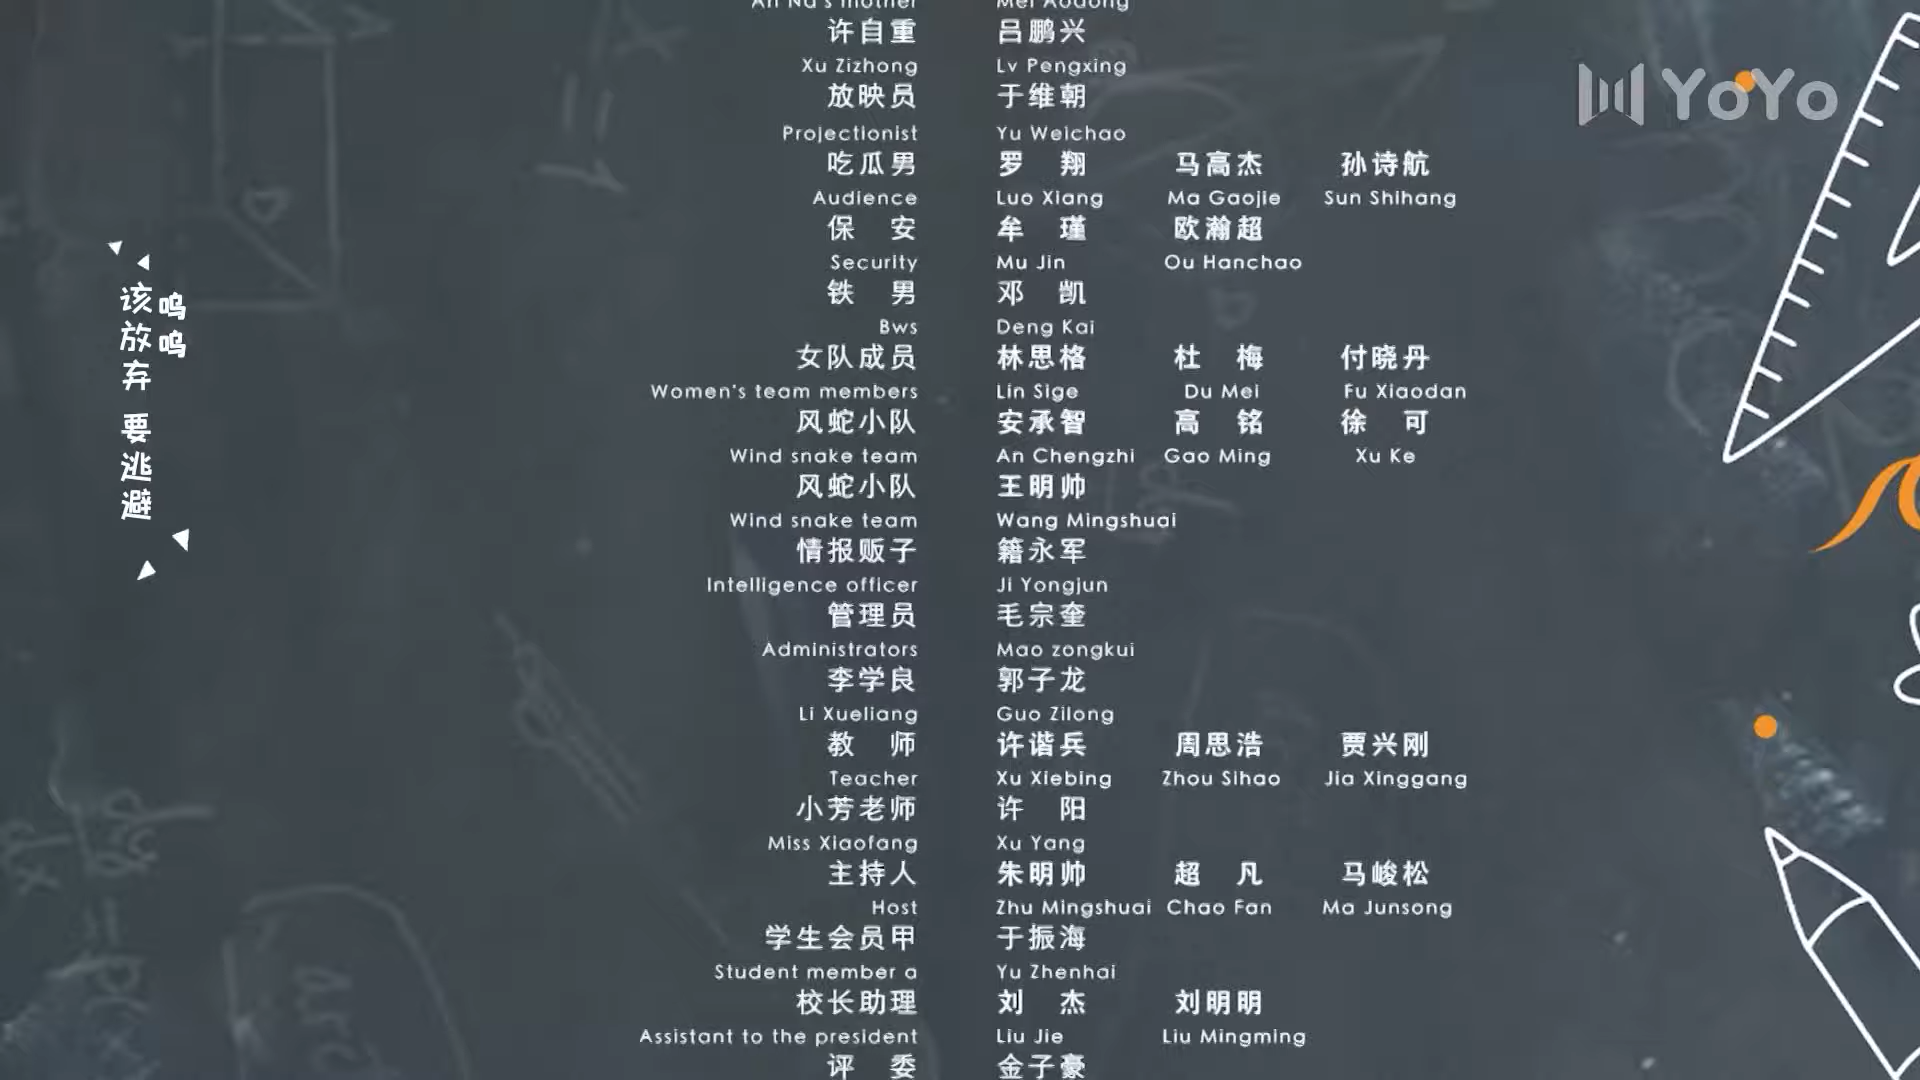 An Na's mother Mei Aodong
许自重 吕鹏兴
Xu Zizhong Lv Pengxing
放映员 于维朝
Projectionist Yu Weichao
吃瓜男 罗 翔 马高杰 孙诗航
Audience Luo Xiang Ma Gaojie Sun Shihang
保 安 牟 瑾 欧瀚超
Security Mu Jin Ou Hanchao
铁 男 邓 凯
Bws Deng Kai
女队成员 林思格 杜 梅 付晓丹
Women's team members Lin Sige Du Mei Fu Xiaodan
风蛇小队 安承智 高 铭 徐 可
Wind snake team An Chengzhi Gao Ming Xu Ke
风蛇小队 王明帅
Wind snake team Wang Mingshuai
情报贩子 籍永军
Intelligence officer Ji Yongjun
管理员 毛宗奎
Administrators Mao zongkui
李学良 郭子龙
Li Xueliang Guo Zilong
教 师 许谐兵 周思浩 贾兴刚
Teacher Xu Xiebing Zhou Sihao Jia Xinggang
小芳老师 许 阳
Miss Xiaofang Xu Yang
主持人 朱明帅 超 凡 马峻松
Host Zhu Mingshuai Chao Fan Ma Junsong
学生会员甲 于振海
Student member a Yu Zhenhai
校长助理 刘 杰 刘明明
Assistant to the president Liu Jie Liu Mingming
评 委 金子豪
呜呜
该放弃 要逃避
YoYo